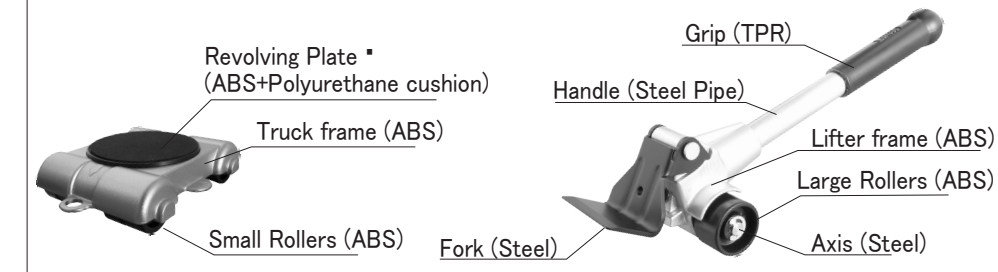 Revolving Plate ▪
(ABS+Polyurethane cushion)
Truck frame (ABS)
Small Rollers (ABS)
Grip (TPR)
Handle (Steel Pipe)
Lifter frame (ABS)
Large Rollers (ABS)
Fork (Steel)
Axis (Steel)